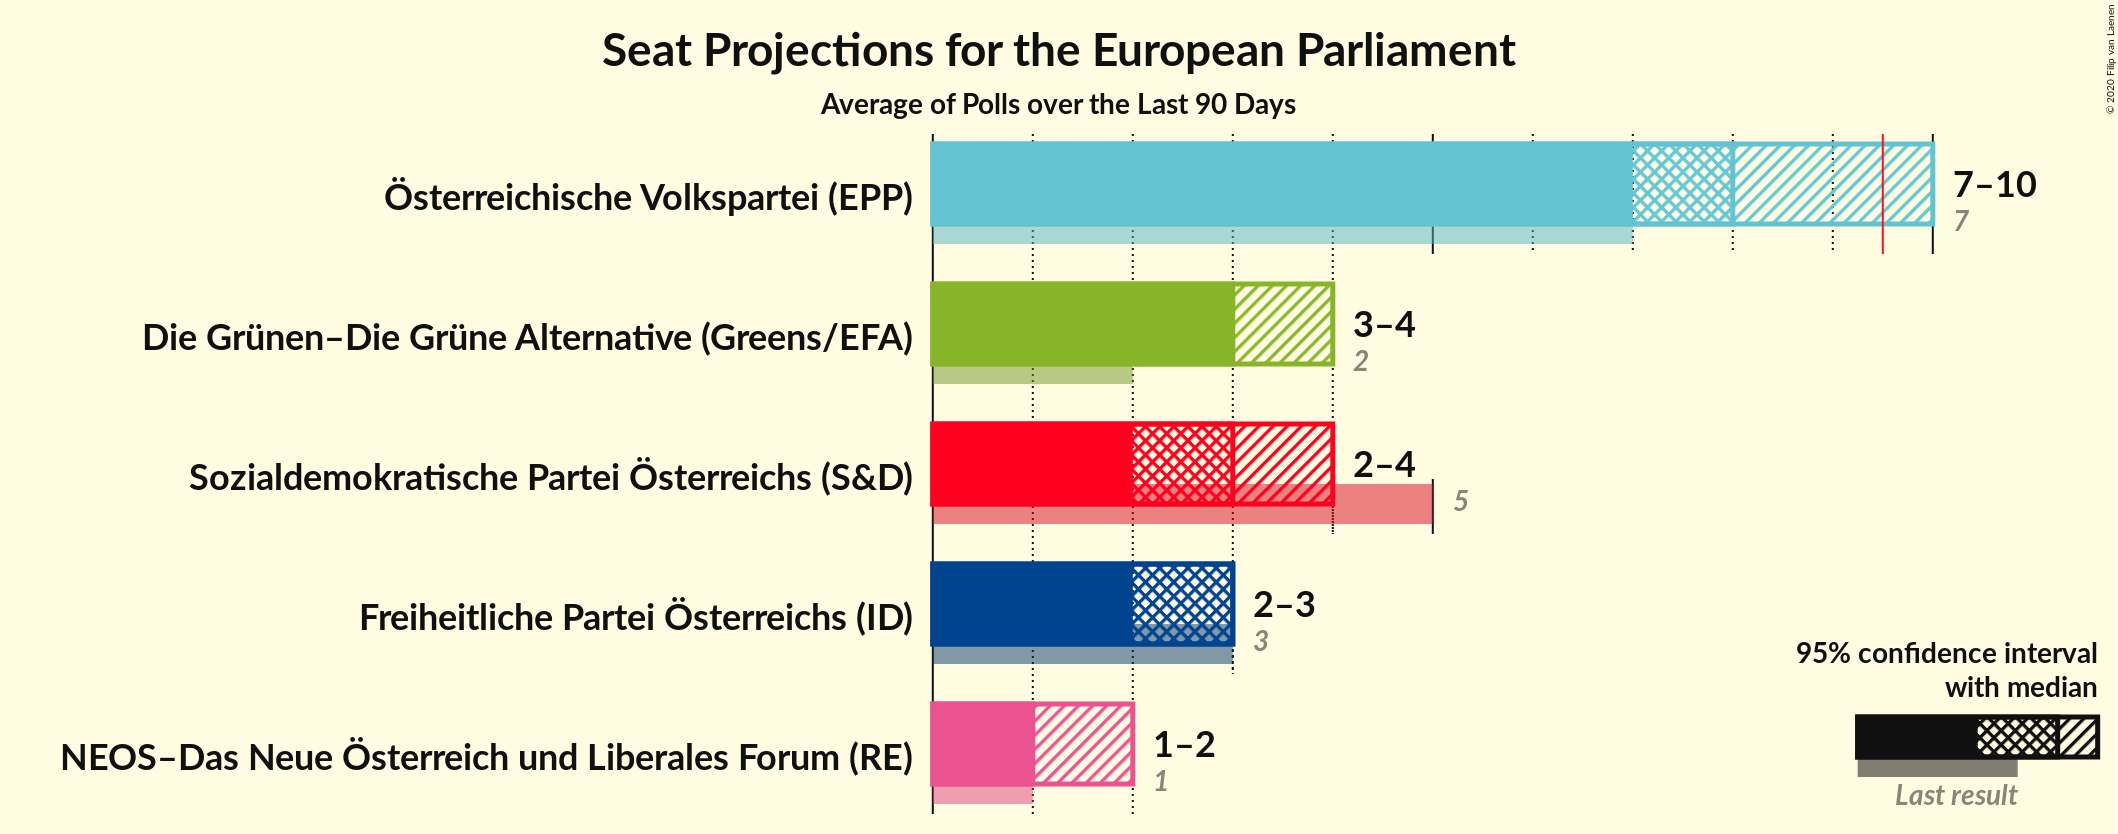 Seat Projections for the European Parliament
Average of Polls over the Last 90 Days
© 2020 Filip van Laenen
Österreichische Volkspartei (EPP)
7–10
7
Die Grünen–Die Grüne Alternative (Greens/EFA)
3–4
2
Sozialdemokratische Partei Österreichs (S&D)
2–4
5
Freiheitliche Partei Österreichs (ID)
2–3
3
NEOS–Das Neue Österreich und Liberales Forum (RE)
1–2
1
95% confidence interval
with median
Last result